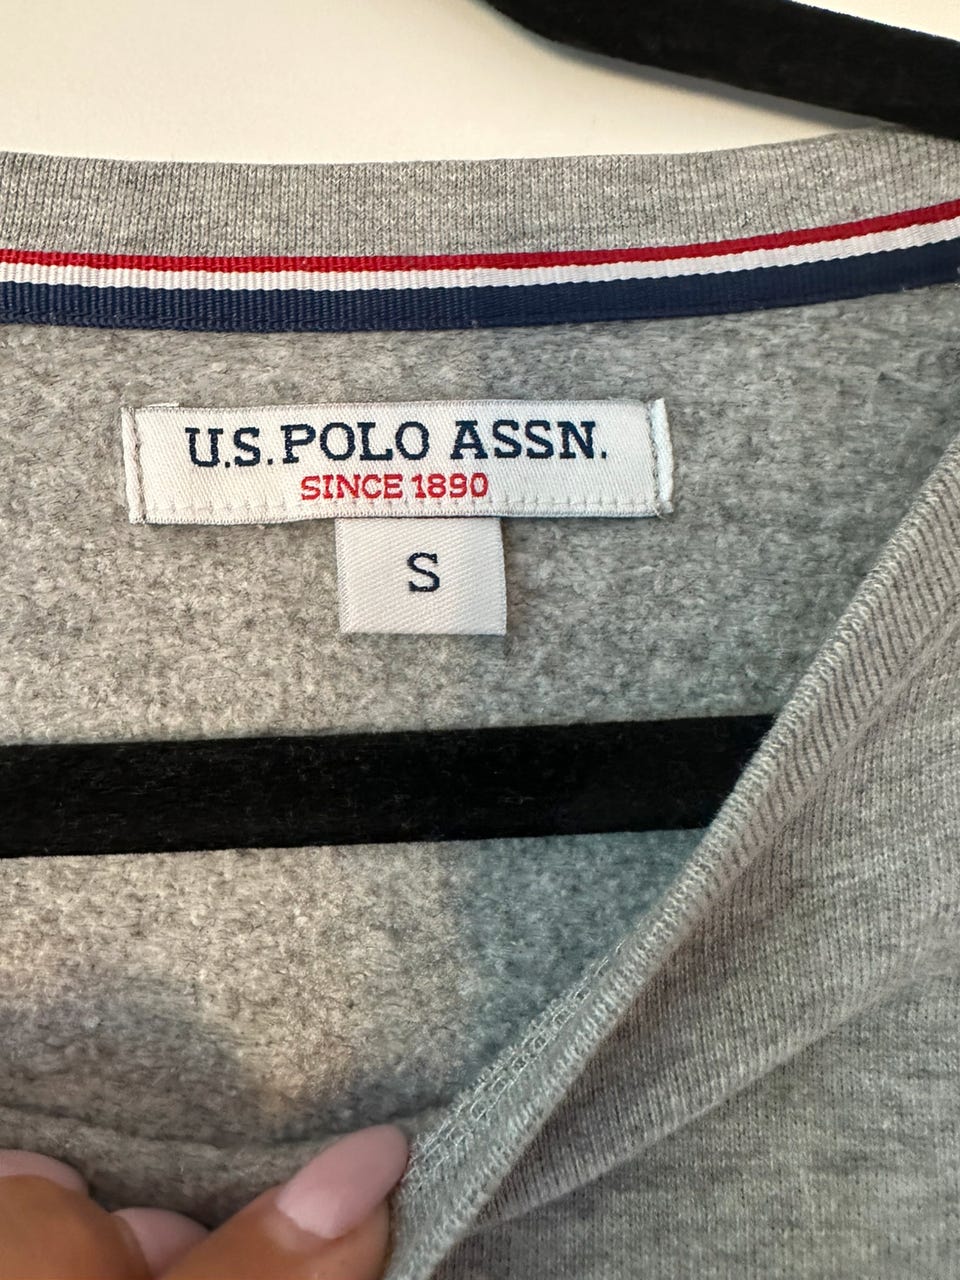 U.S. POLO ASSN.
SINCE 1890
S